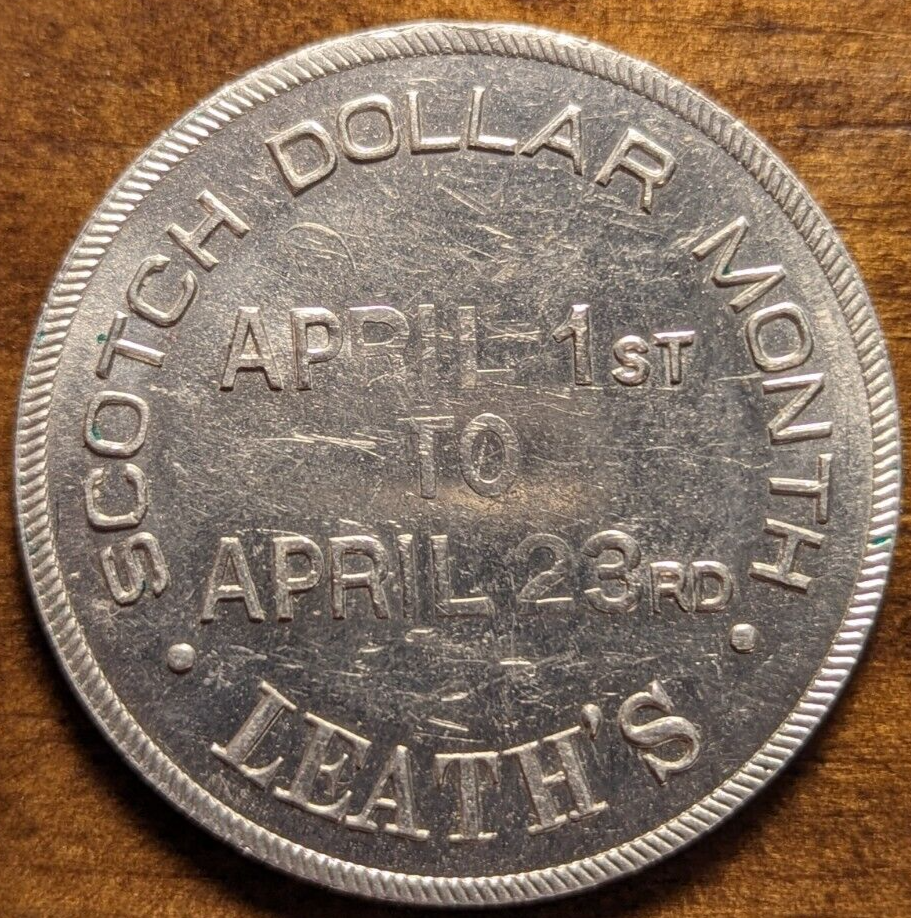 SCOTCH DOLLAR MONTH
APRIL 1ST
TO
APRIL 23RD
• LEATH'S •